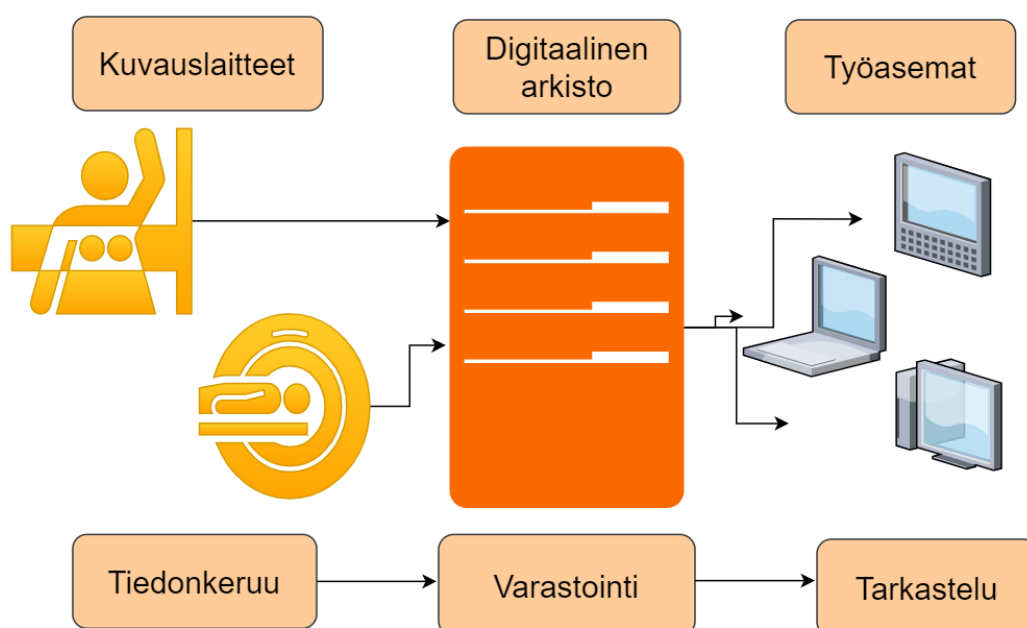 Kuvauslaitteet
Digitaalinen
arkisto
Työasemat
Tiedonkeruu
Varastointi
Tarkastelu